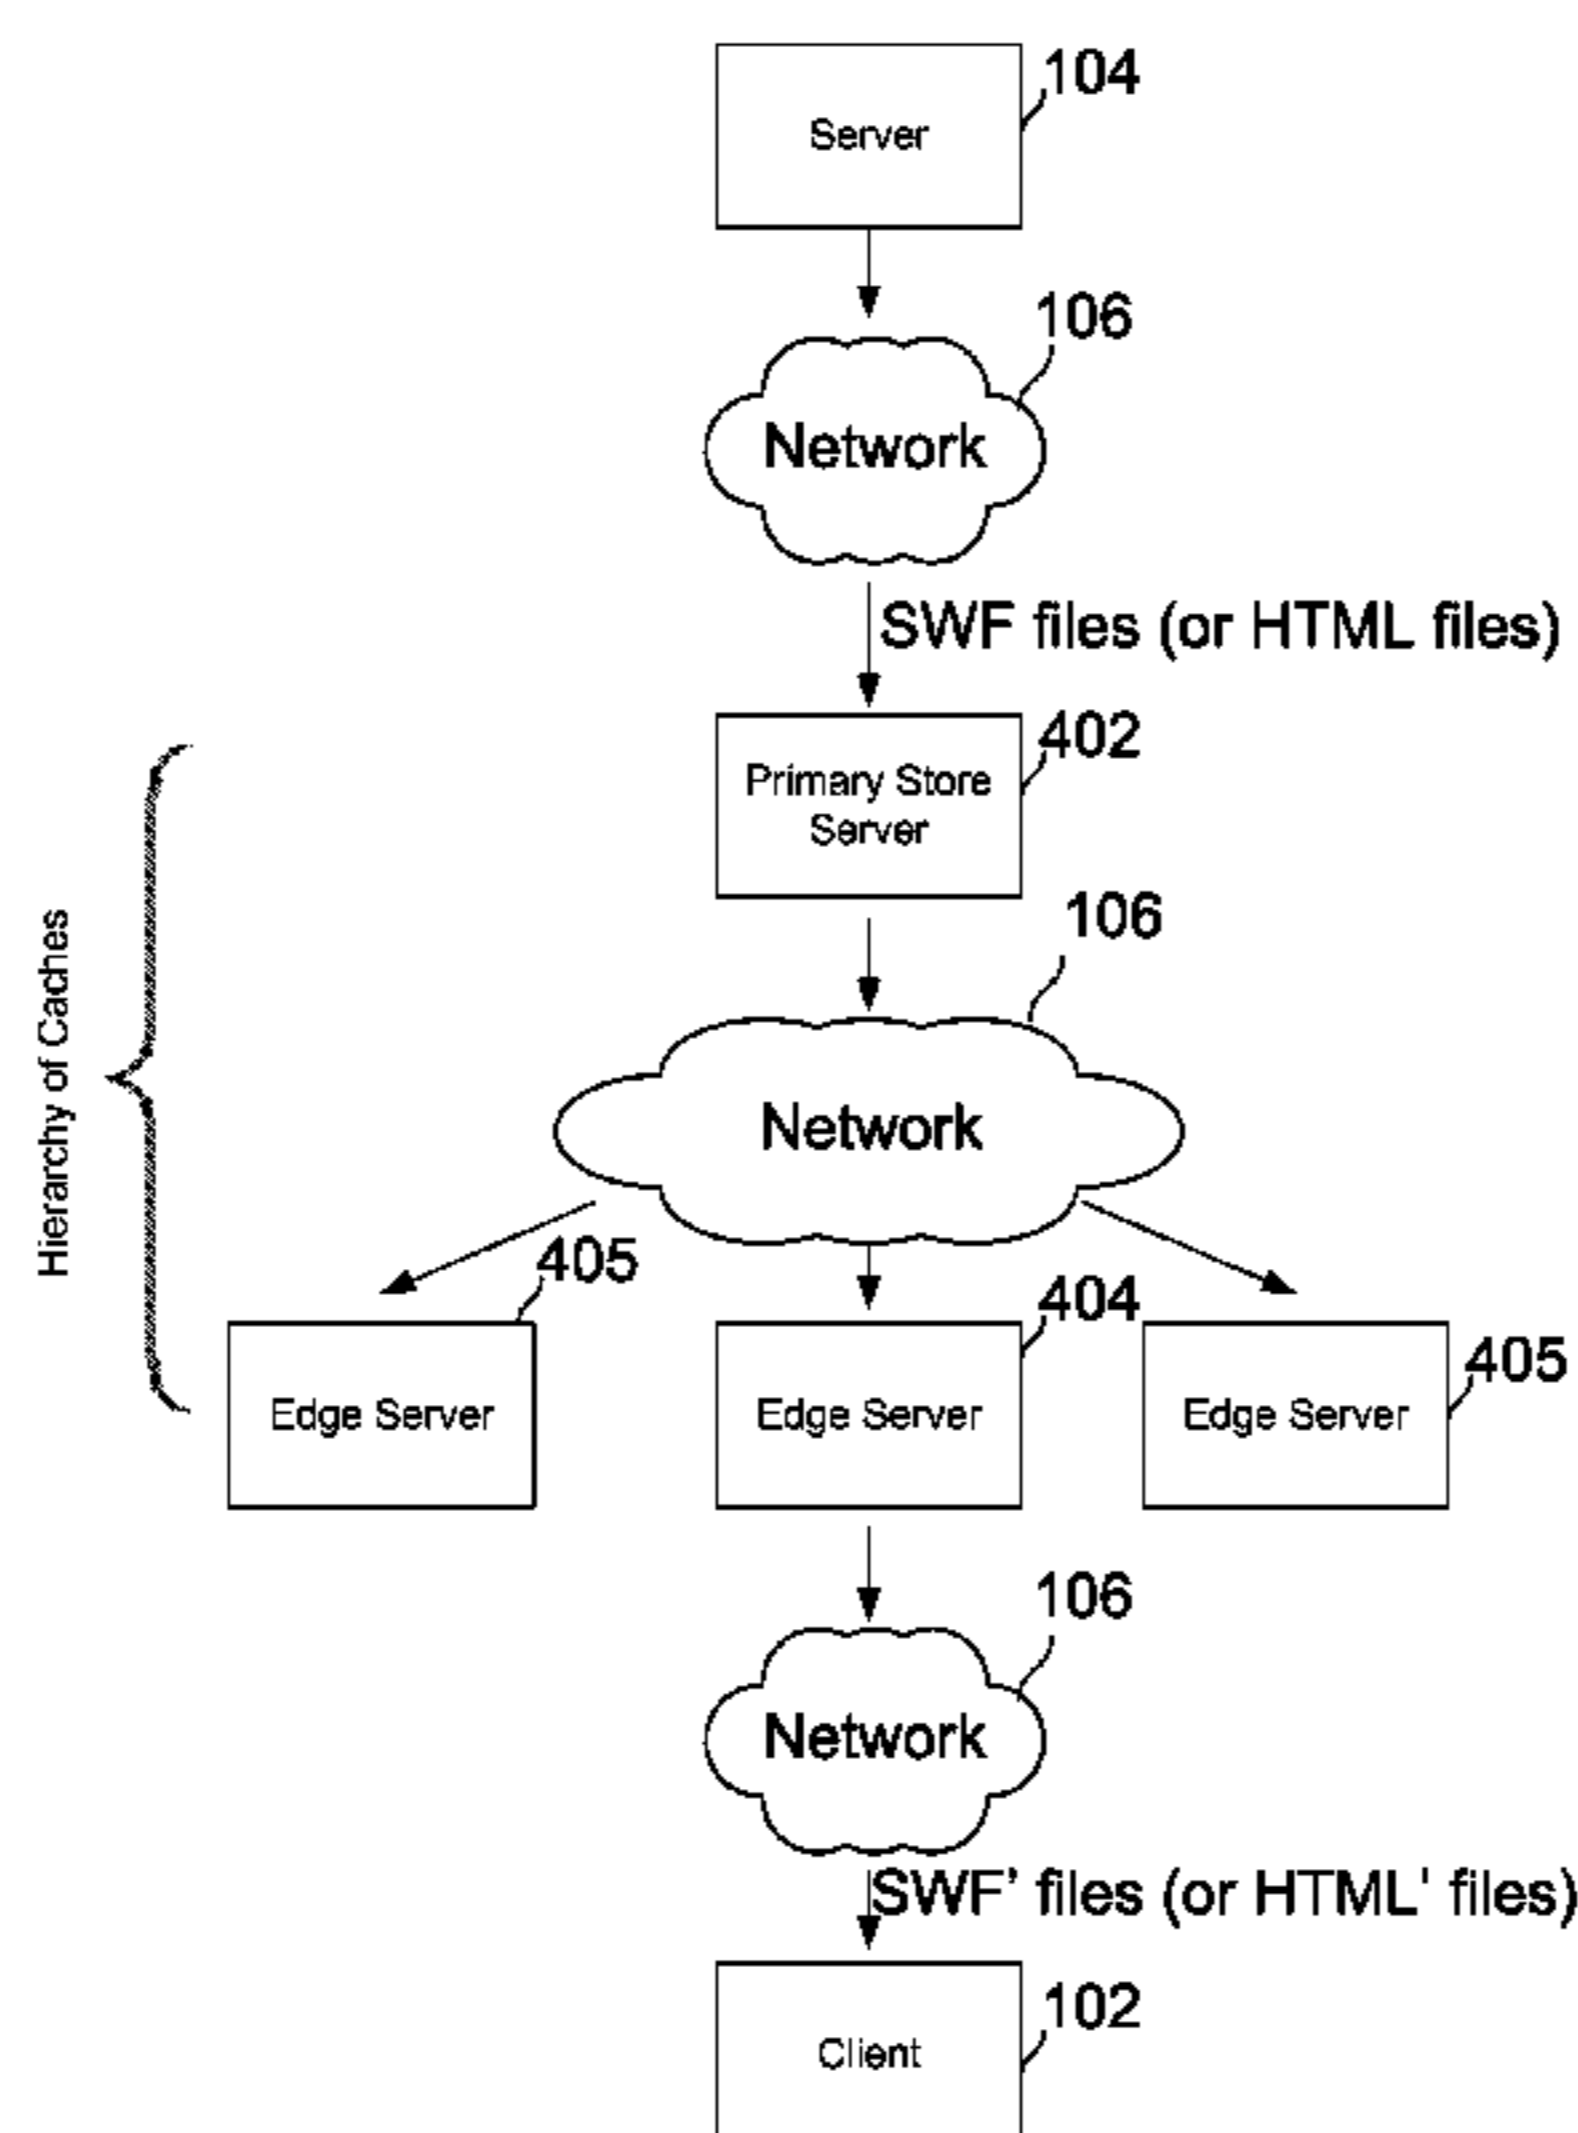 104
Server
106
Network
SWF files (or HTML files)
402
Primary Store
Server
106
Hierarchy of Caches
Network
405
404
405
Edge Server
Edge Server
Edge Server
106
Network
SWF’ files (or HTML' files)
102
Client